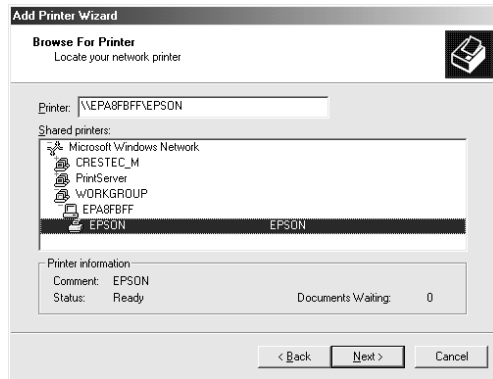 Add Printer Wizard
Browse For Printer
Locate your network printer
Printer: \\EPA8FBFF\EPSON
Shared printers:
Microsoft Windows Network
CRESTEC_M
PrintServer
WORKGROUP
EPA8FBFF
EPSON EPSON
Printer information
Comment: EPSON
Status: Ready Documents Waiting: 0
< Back Next > Cancel